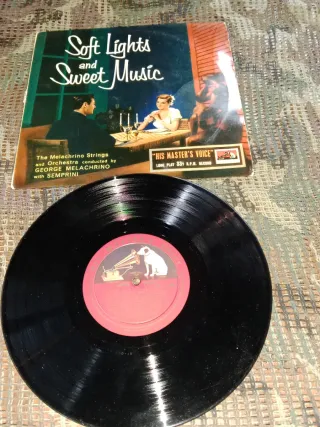 Soft Lights
and
Sweet Music
The Melachrino Strings
and Orchestra conducted by
GEORGE MELACHRINO
with SEMPRINI
"HIS MASTER'S VOICE"
LONG PLAY 33⅓ R.P.M. RECORD